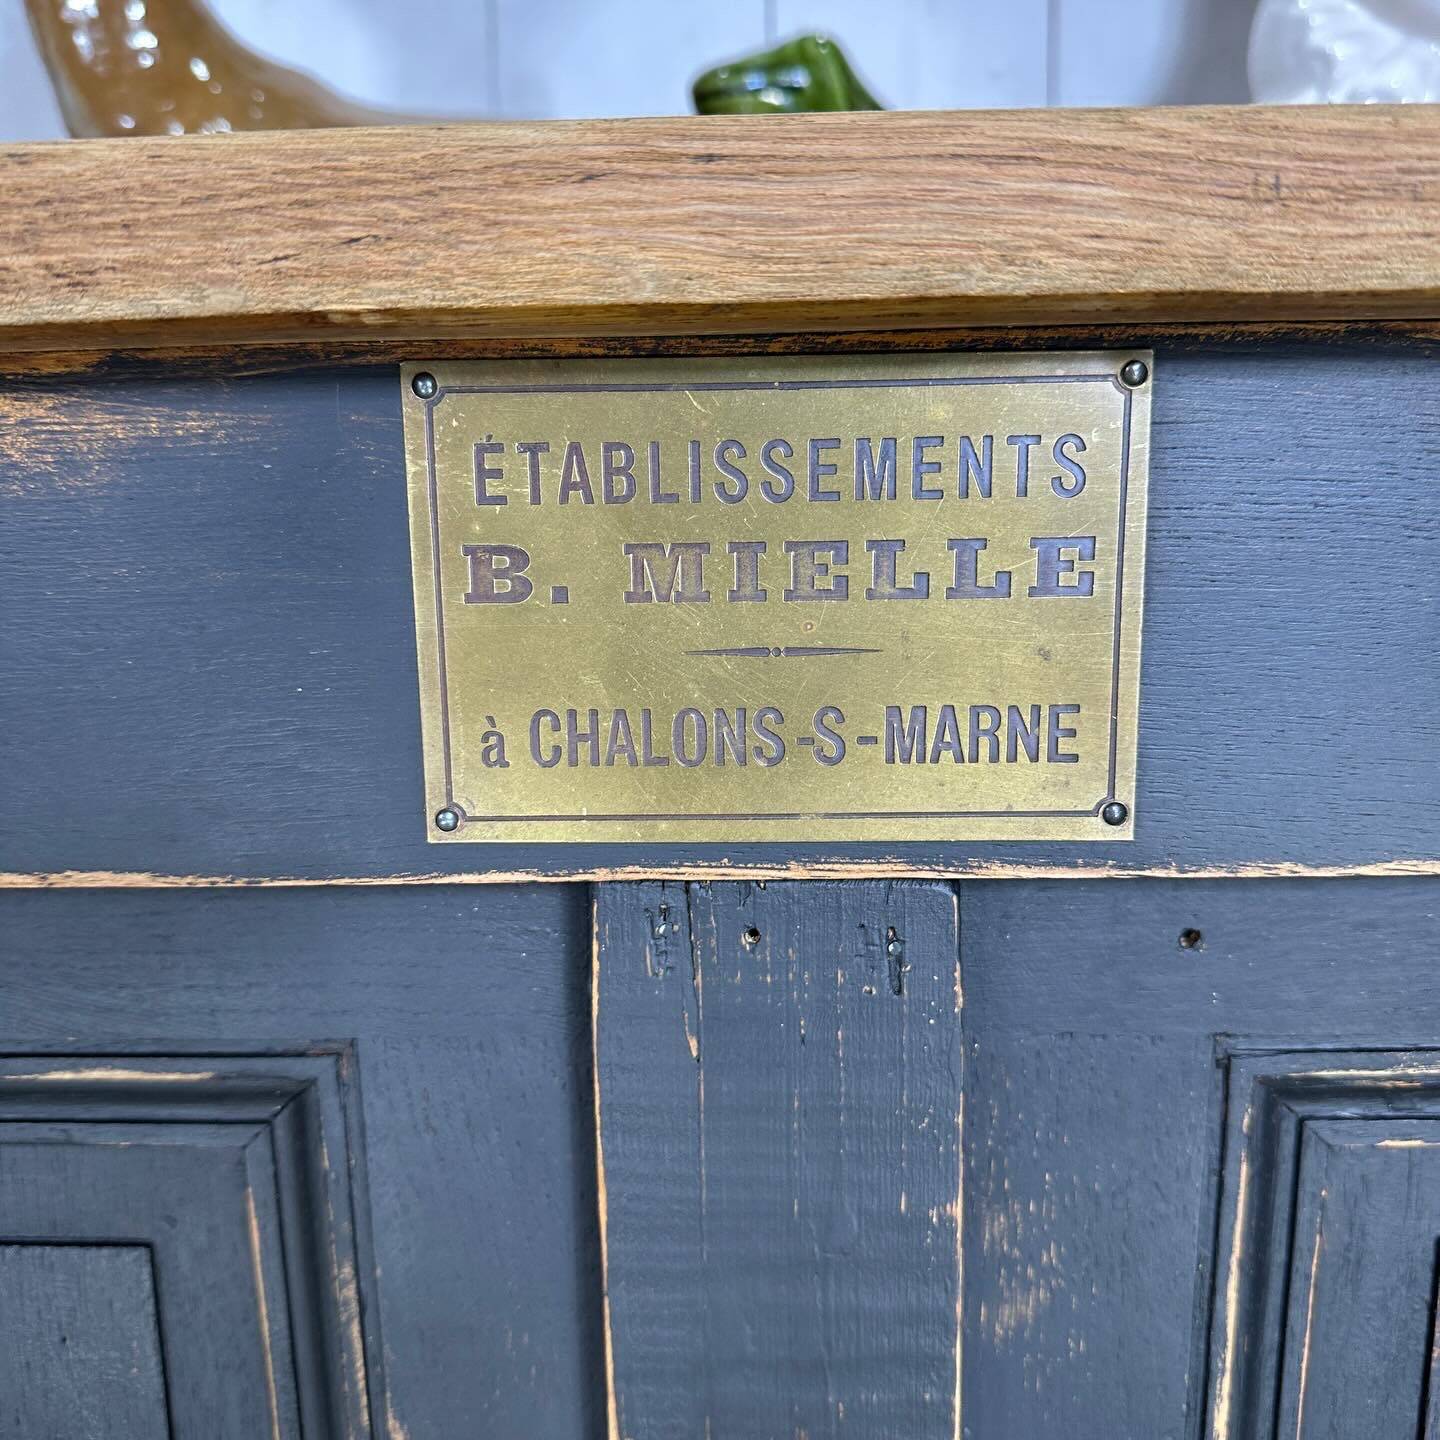 ÉTABLISSEMENTS
B. MIELLE
à CHALONS-S-MARNE